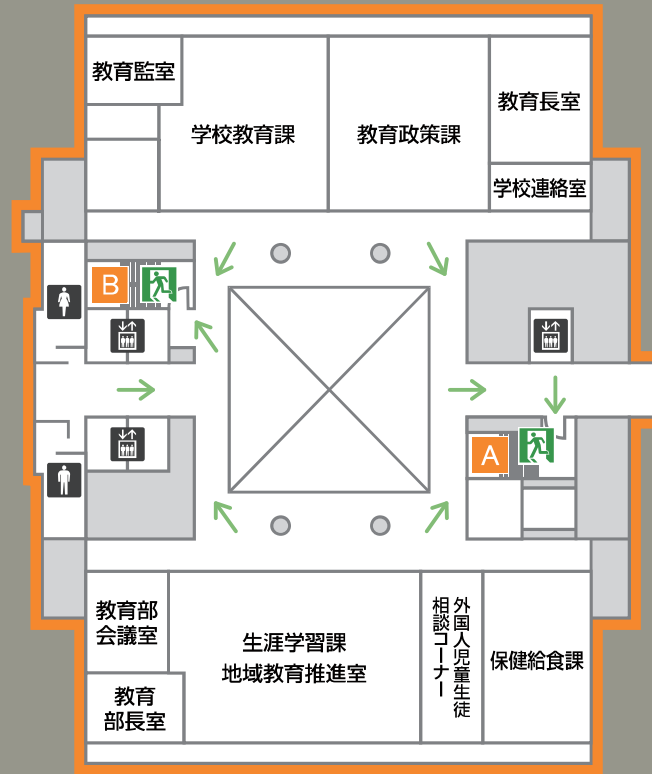 教育監室
学校教育課
教育政策課
教育長室
学校連絡室
B
A
教育部
会議室
教育
部長室
生涯学習課
地域教育推進室
外国人児童生徒
相談コーナー
保健給食課